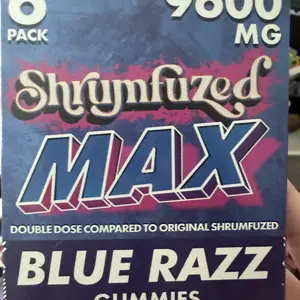 6 9600
PACK MG
Shrumfuzed
MAX
DOUBLE DOSE COMPARED TO ORIGINAL SHRUMFUZED
BLUE RAZZ
GUMMIES